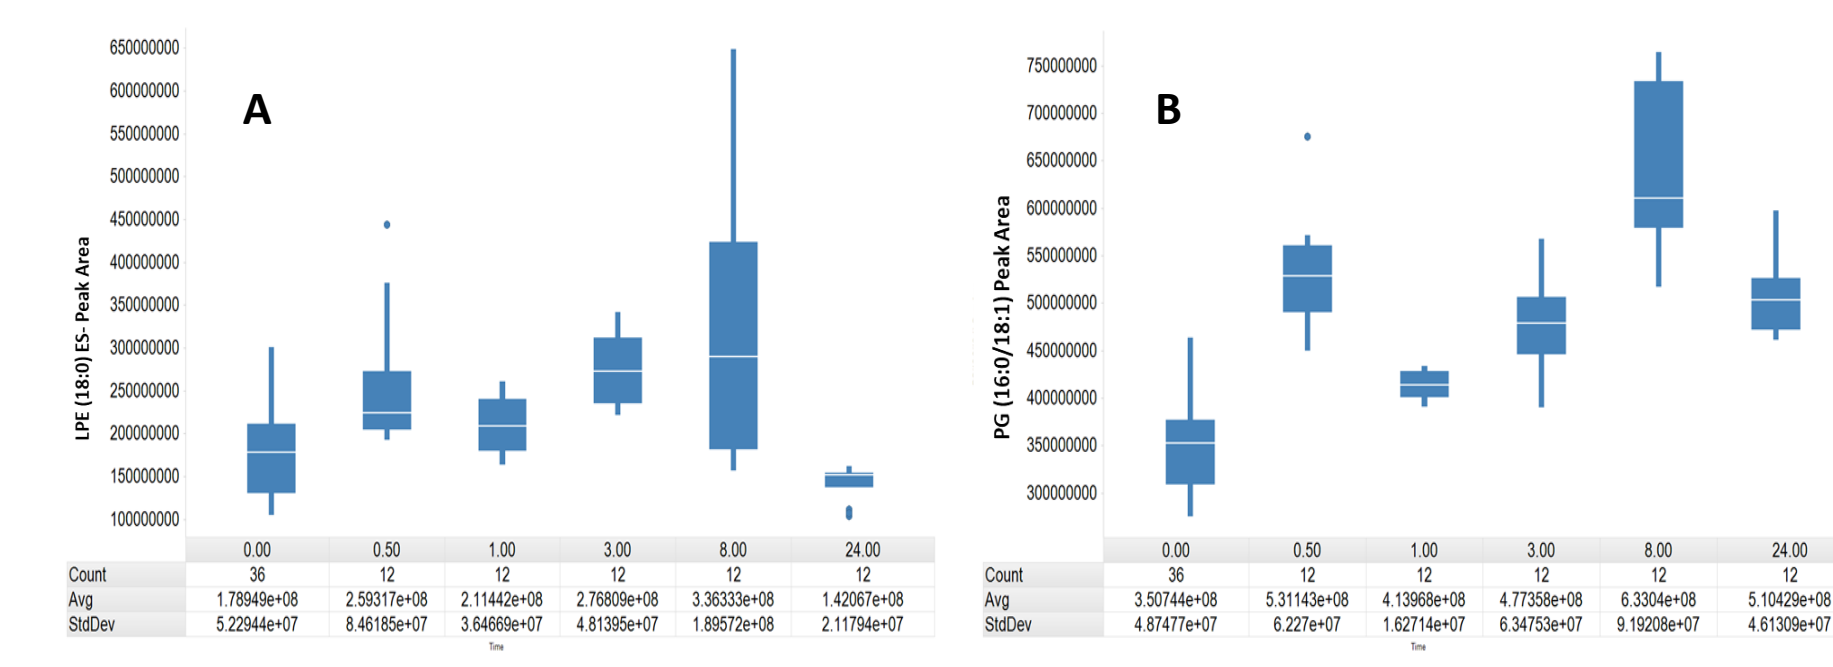 A
650000000
600000000
550000000
500000000
450000000
400000000
350000000
300000000
250000000
200000000
150000000
100000000
LPE (18:0) ES- Peak Area
0.00 0.50 1.00 3.00 8.00 24.00
Count 36 12 12 12 12 12
Avg 1.78949e+08 2.59317e+08 2.11442e+08 2.76809e+08 3.36333e+08 1.42067e+08
StdDev 5.22944e+07 8.46185e+07 3.64669e+07 4.81395e+07 1.89572e+08 2.11794e+07
Time
B
750000000
700000000
650000000
600000000
550000000
500000000
450000000
400000000
350000000
300000000
PG (16:0/18:1) Peak Area
0.00 0.50 1.00 3.00 8.00 24.00
Count 36 12 12 12 12 12
Avg 3.50744e+08 5.31143e+08 4.13968e+08 4.77358e+08 6.3304e+08 5.10429e+08
StdDev 4.87477e+07 6.227e+07 1.62714e+07 6.34753e+07 9.19208e+07 4.61309e+07
Time